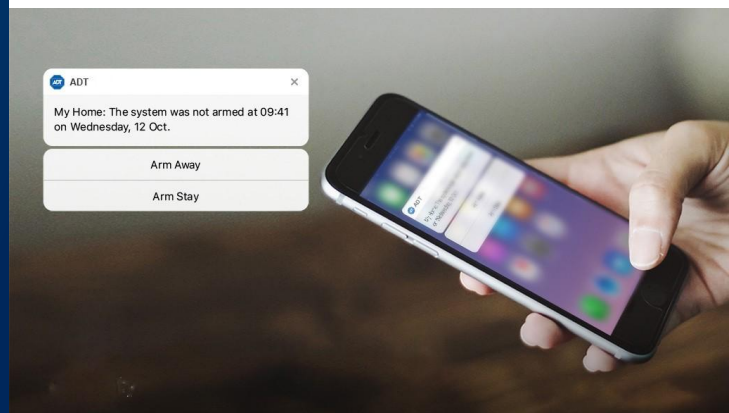 ADT
My Home: The system was not armed at 09:41
on Wednesday, 12 Oct.
Arm Away
Arm Stay
ADT